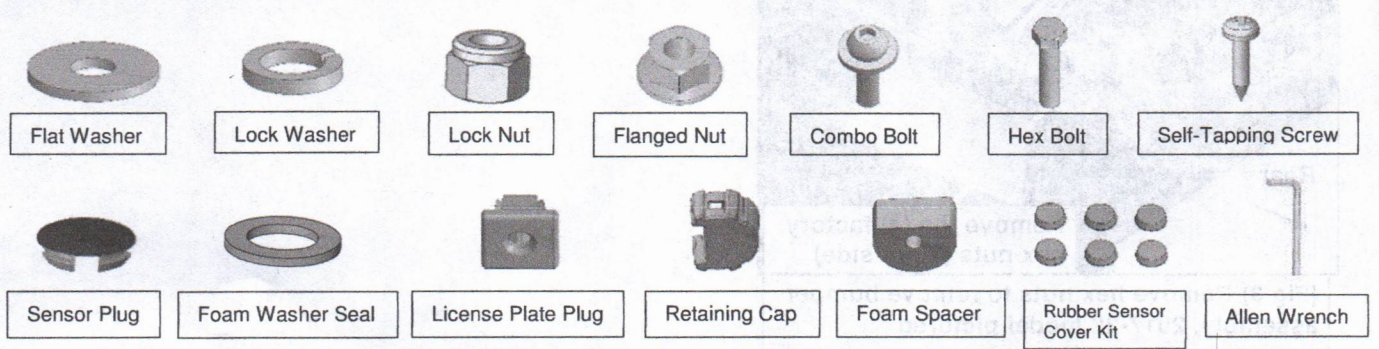 Flat Washer
Lock Washer
Lock Nut
Flanged Nut
Combo Bolt
Hex Bolt
Self-Tapping Screw
Sensor Plug
Foam Washer Seal
License Plate Plug
Retaining Cap
Foam Spacer
Rubber Sensor
Cover Kit
Allen Wrench